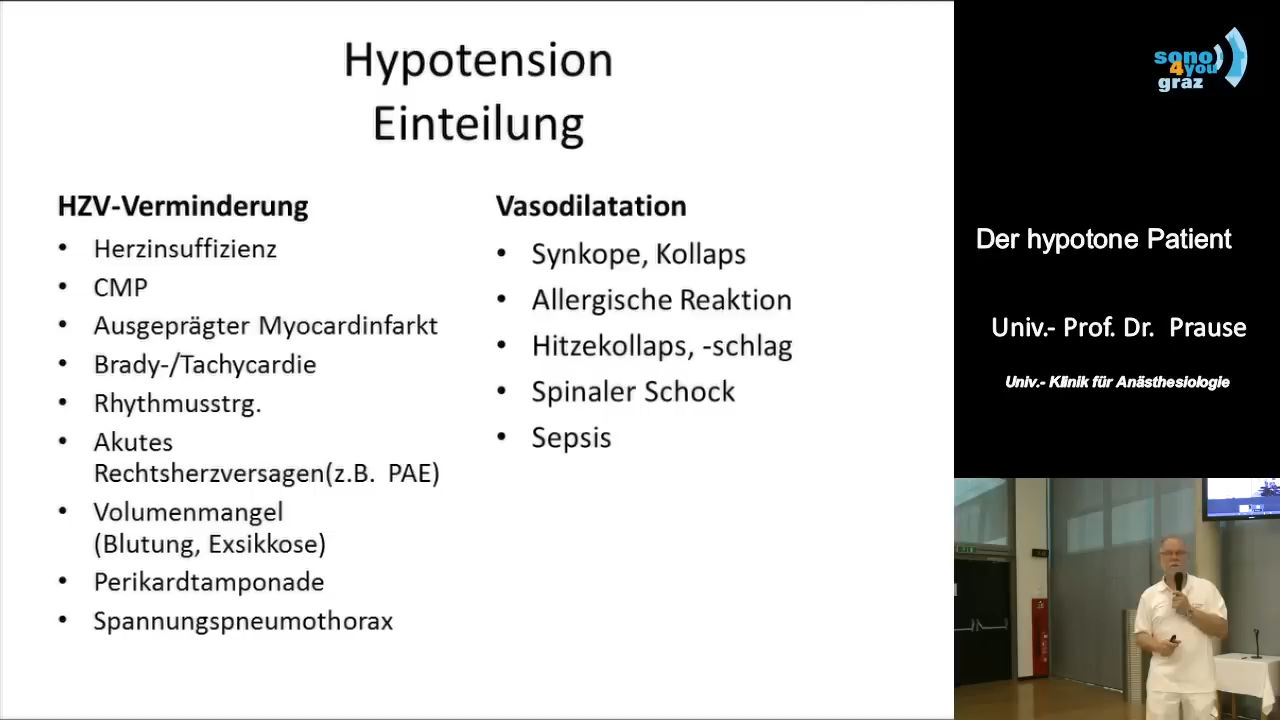 Hypotension
Einteilung
HZV-Verminderung
• Herzinsuffizienz
• CMP
• Ausgeprägter Myocardinfarkt
• Brady-/Tachycardie
• Rhythmusstrg.
• Akutes
Rechtsherzversagen(z.B. PAE)
• Volumenmangel
(Blutung, Exsikkose)
• Perikardtamponade
• Spannungspneumothorax
Vasodilatation
• Synkope, Kollaps
• Allergische Reaktion
• Hitzekollaps, -schlag
• Spinaler Schock
• Sepsis
sono
4you
graz
Der hypotone Patient
Univ.- Prof. Dr. Prause
Univ.- Klinik für Anästhesiologie